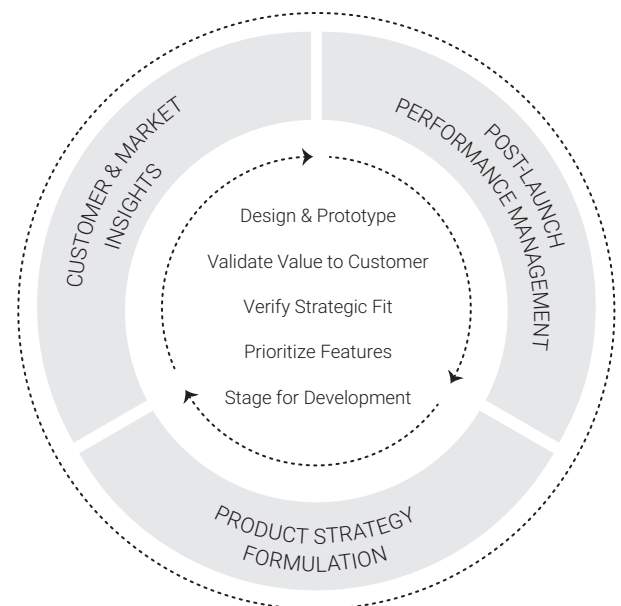 CUSTOMER & MARKET
INSIGHTS
POST-LAUNCH
PERFORMANCE MANAGEMENT
Design & Prototype
Validate Value to Customer
Verify Strategic Fit
Prioritize Features
Stage for Development
PRODUCT STRATEGY
FORMULATION